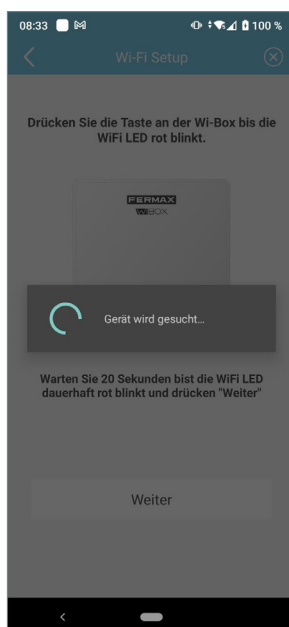 08:33
100 %
Wi-Fi Setup
Drücken Sie die Taste an der Wi-Box bis die
WiFi LED rot blinkt.
FERMAX
WIBOX
Gerät wird gesucht...
Warten Sie 20 Sekunden bist die WiFi LED
dauerhaft rot blinkt und drücken "Weiter"
Weiter